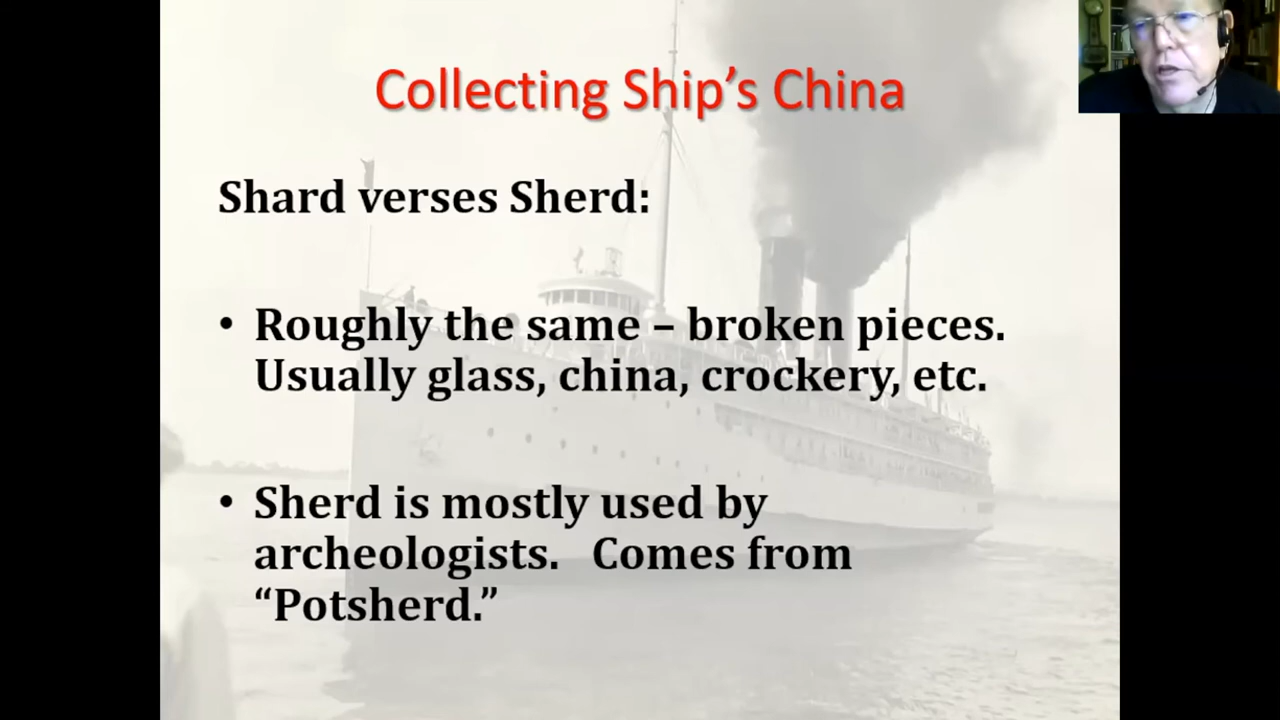 Collecting Ship’s China
Shard verses Sherd:
• Roughly the same – broken pieces.
Usually glass, china, crockery, etc.
• Sherd is mostly used by
archeologists.   Comes from
“Potsherd.”